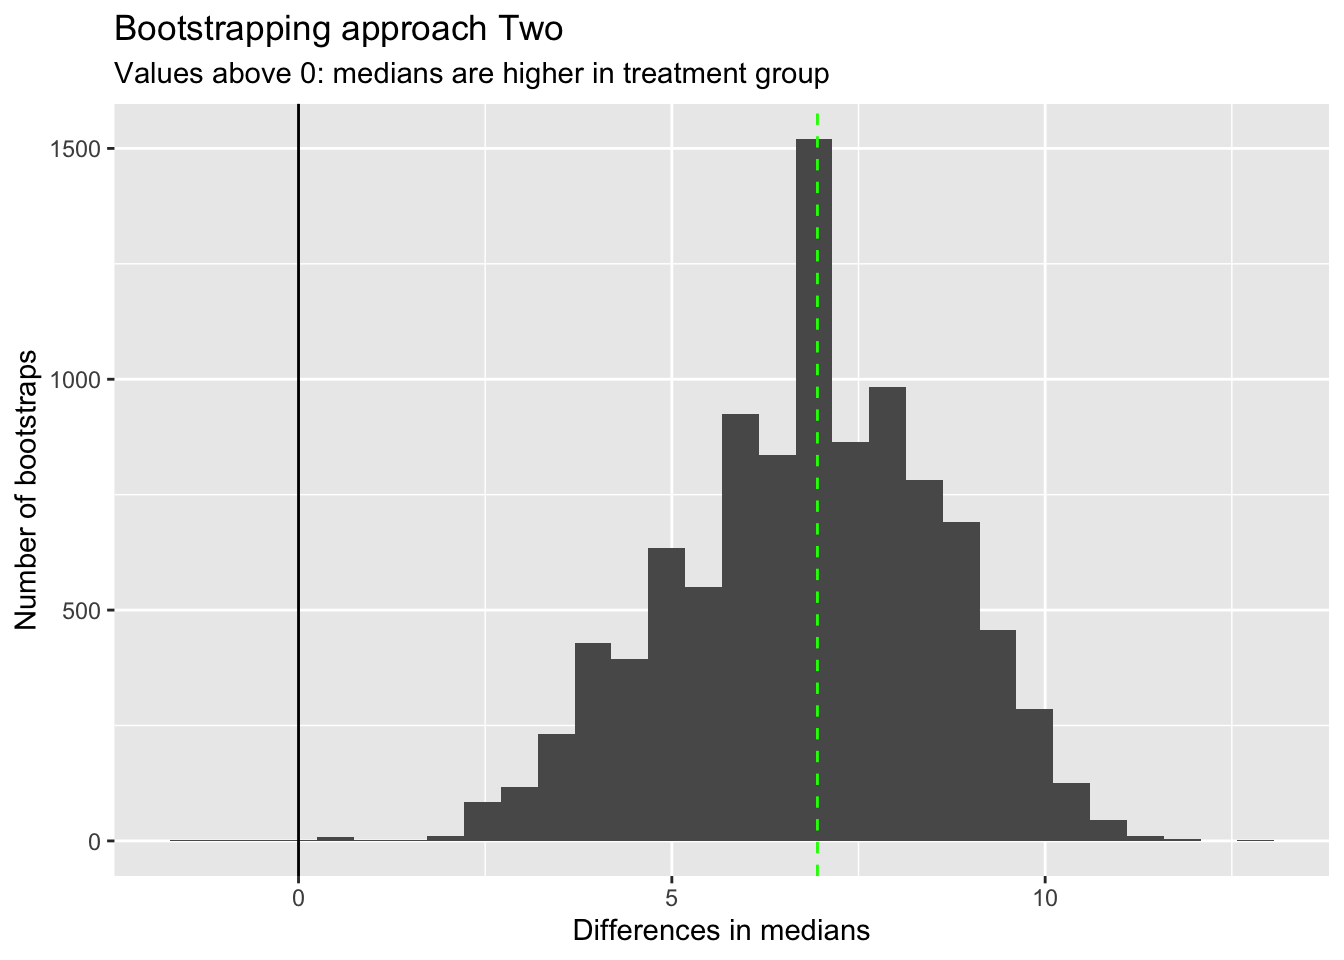 Bootstrapping approach Two
Values above 0: medians are higher in treatment group
Number of bootstraps
1500
1000
500
0
0 5 10
Differences in medians